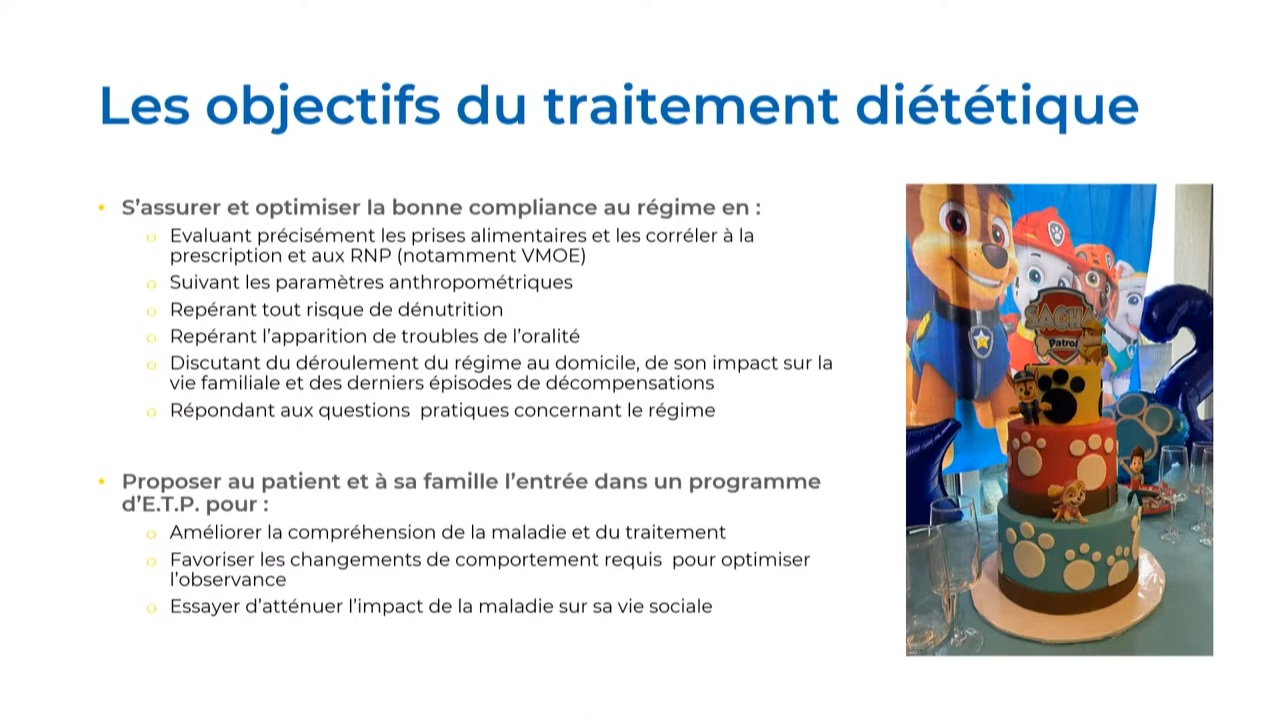 Les objectifs du traitement diététique
• S’assurer et optimiser la bonne compliance au régime en :
o Evaluant précisément les prises alimentaires et les corréler à la
prescription et aux RNP (notamment VMOE)
o Suivant les paramètres anthropométriques
o Repérant tout risque de dénutrition
o Repérant l’apparition de troubles de l’oralité
o Discutant du déroulement du régime au domicile, de son impact sur la
vie familiale et des derniers épisodes de décompensations
o Répondant aux questions  pratiques concernant le régime
• Proposer au patient et à sa famille l’entrée dans un programme
d’E.T.P. pour :
o Améliorer la compréhension de la maladie et du traitement
o Favoriser les changements de comportement requis  pour optimiser
l’observance
o Essayer d’atténuer l’impact de la maladie sur sa vie sociale
SACHA
Patrol
2